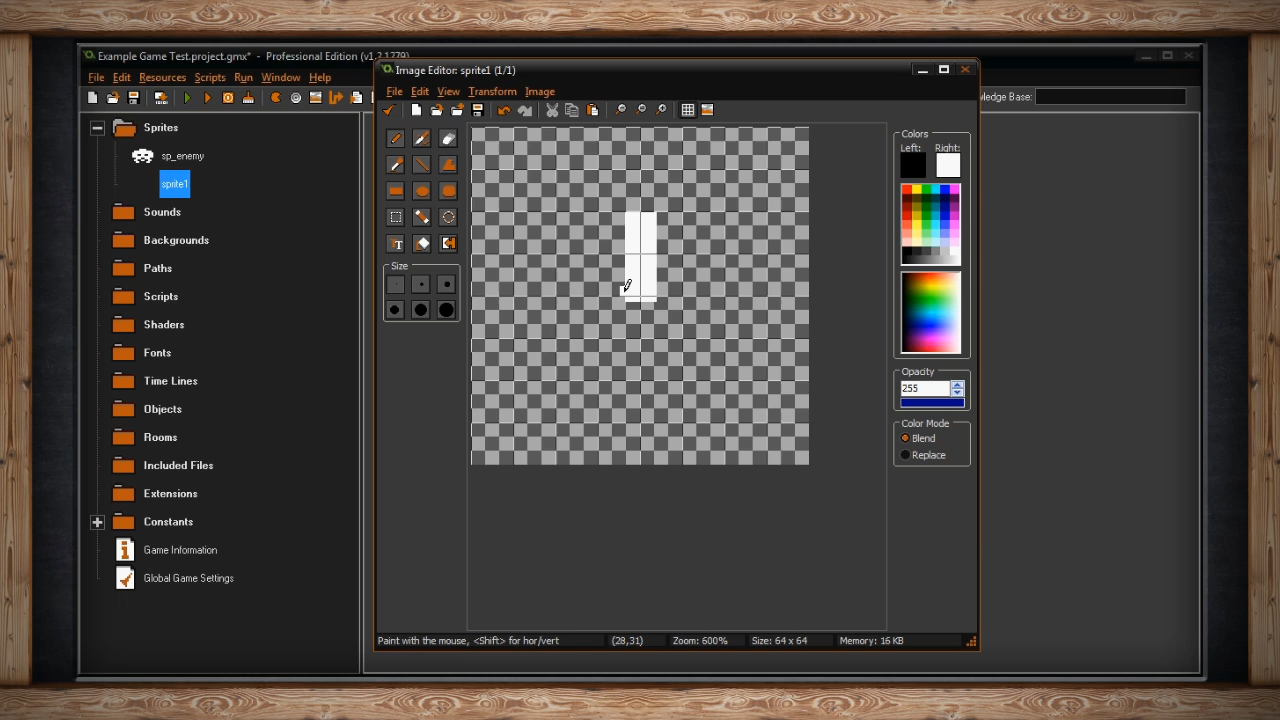 Example Game Test.project.gmx* - Professional Edition (v1.2.1279)
File Edit Resources Scripts Run Window Help
Sprites
sp_enemy
sprite1
Sounds
Backgrounds
Paths
Scripts
Shaders
Fonts
Time Lines
Objects
Rooms
Included Files
Extensions
Constants
Game Information
Global Game Settings
Image Editor: sprite1 (1/1)
File Edit View Transform Image
Size
Paint with the mouse, <Shift> for hor/vert (28,31) Zoom: 600% Size: 64 x 64 Memory: 16 KB
Colors
Left: Right:
Opacity
255
Color Mode
Blend
Replace
Base: